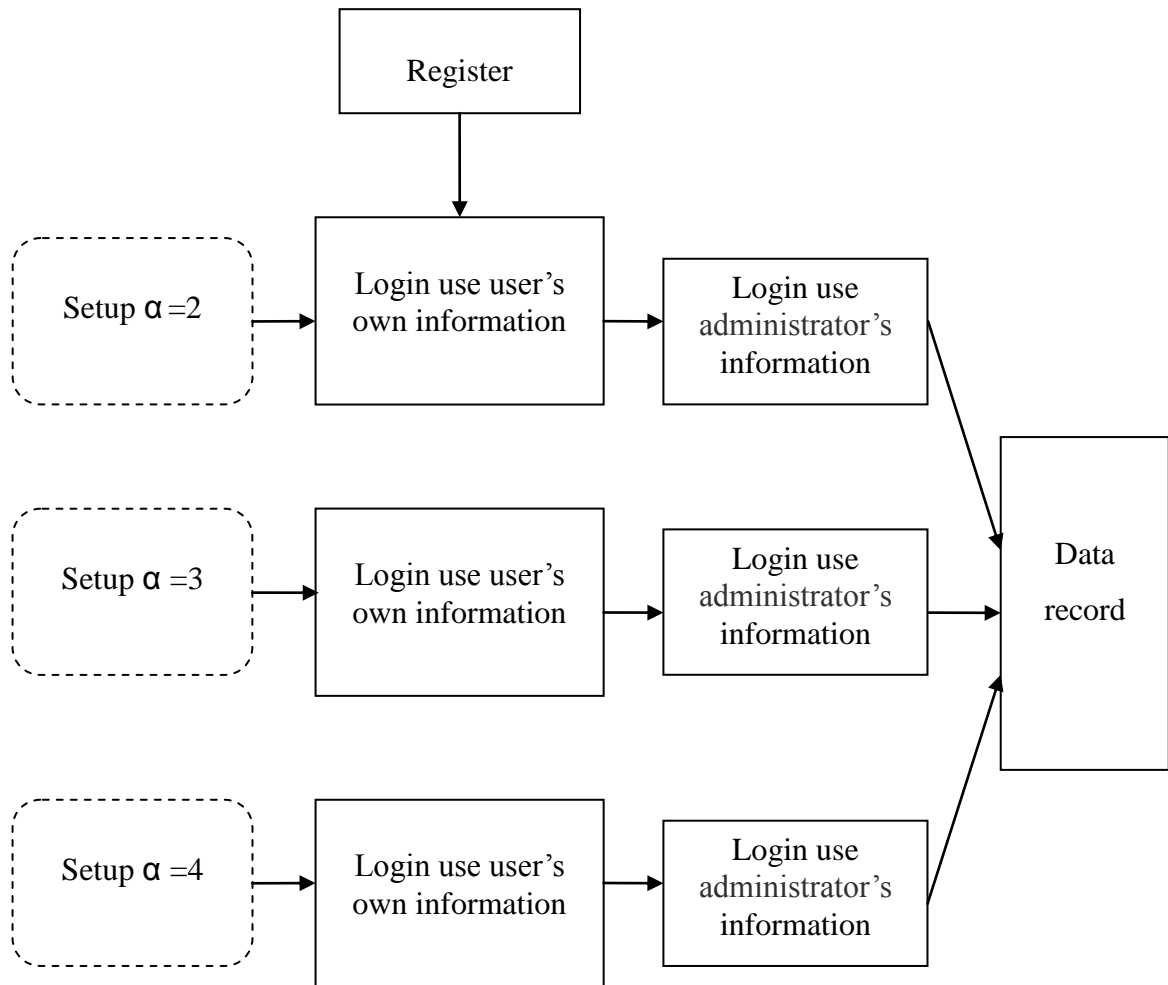 Register
Setup α =2
Login use user’s
own information
Login use
administrator’s
information
Setup α =3
Login use user’s
own information
Login use
administrator’s
information
Data
record
Setup α =4
Login use user’s
own information
Login use
administrator’s
information